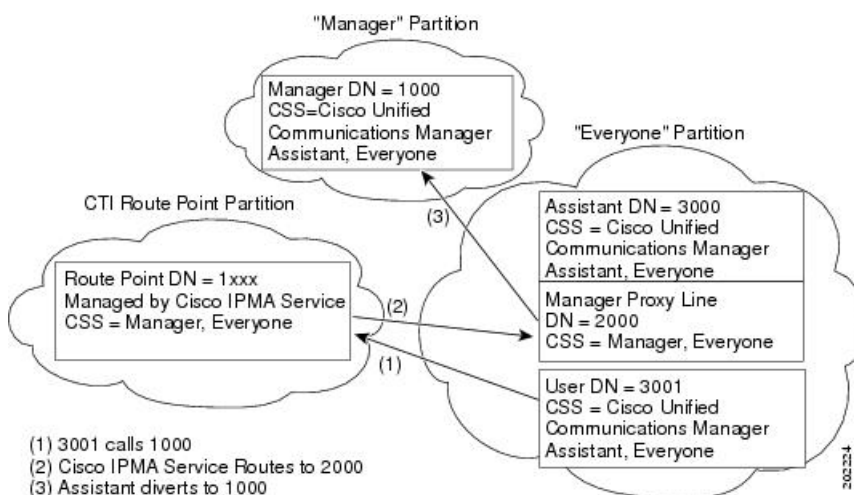 "Manager" Partition
Manager DN = 1000
CSS=Cisco Unified
Communications Manager
Assistant, Everyone
"Everyone" Partition
CTI Route Point Partition
(3)
Assistant DN = 3000
CSS = Cisco Unified
Communications Manager
Assistant, Everyone
Route Point DN = 1xxx
Managed by Cisco IPMA Service
CSS = Manager, Everyone
(2)
Manager Proxy Line
DN = 2000
CSS = Manager, Everyone
(1)
User DN = 3001
CSS = Cisco Unified
Communications Manager
Assistant, Everyone
(1) 3001 calls 1000
(2) Cisco IPMA Service Routes to 2000
(3) Assistant diverts to 1000
202224